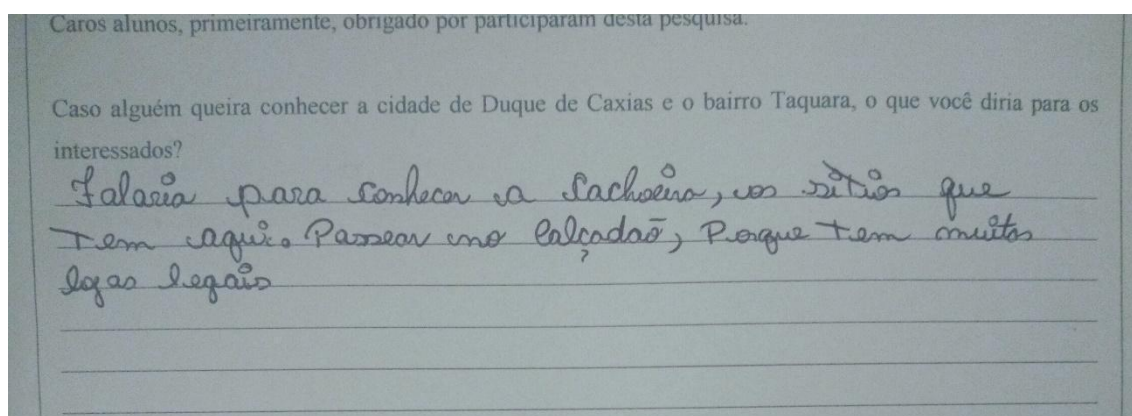 Caros alunos, primeiramente, obrigado por participaram desta pesquisa.
Caso alguém queira conhecer a cidade de Duque de Caxias e o bairro Taquara, o que você diria para os
interessados?
Falaria para conhecer a Cachoeira, os sítios que
tem aqui. Passear no calçadaõ, Porque tem muitas
logas legais